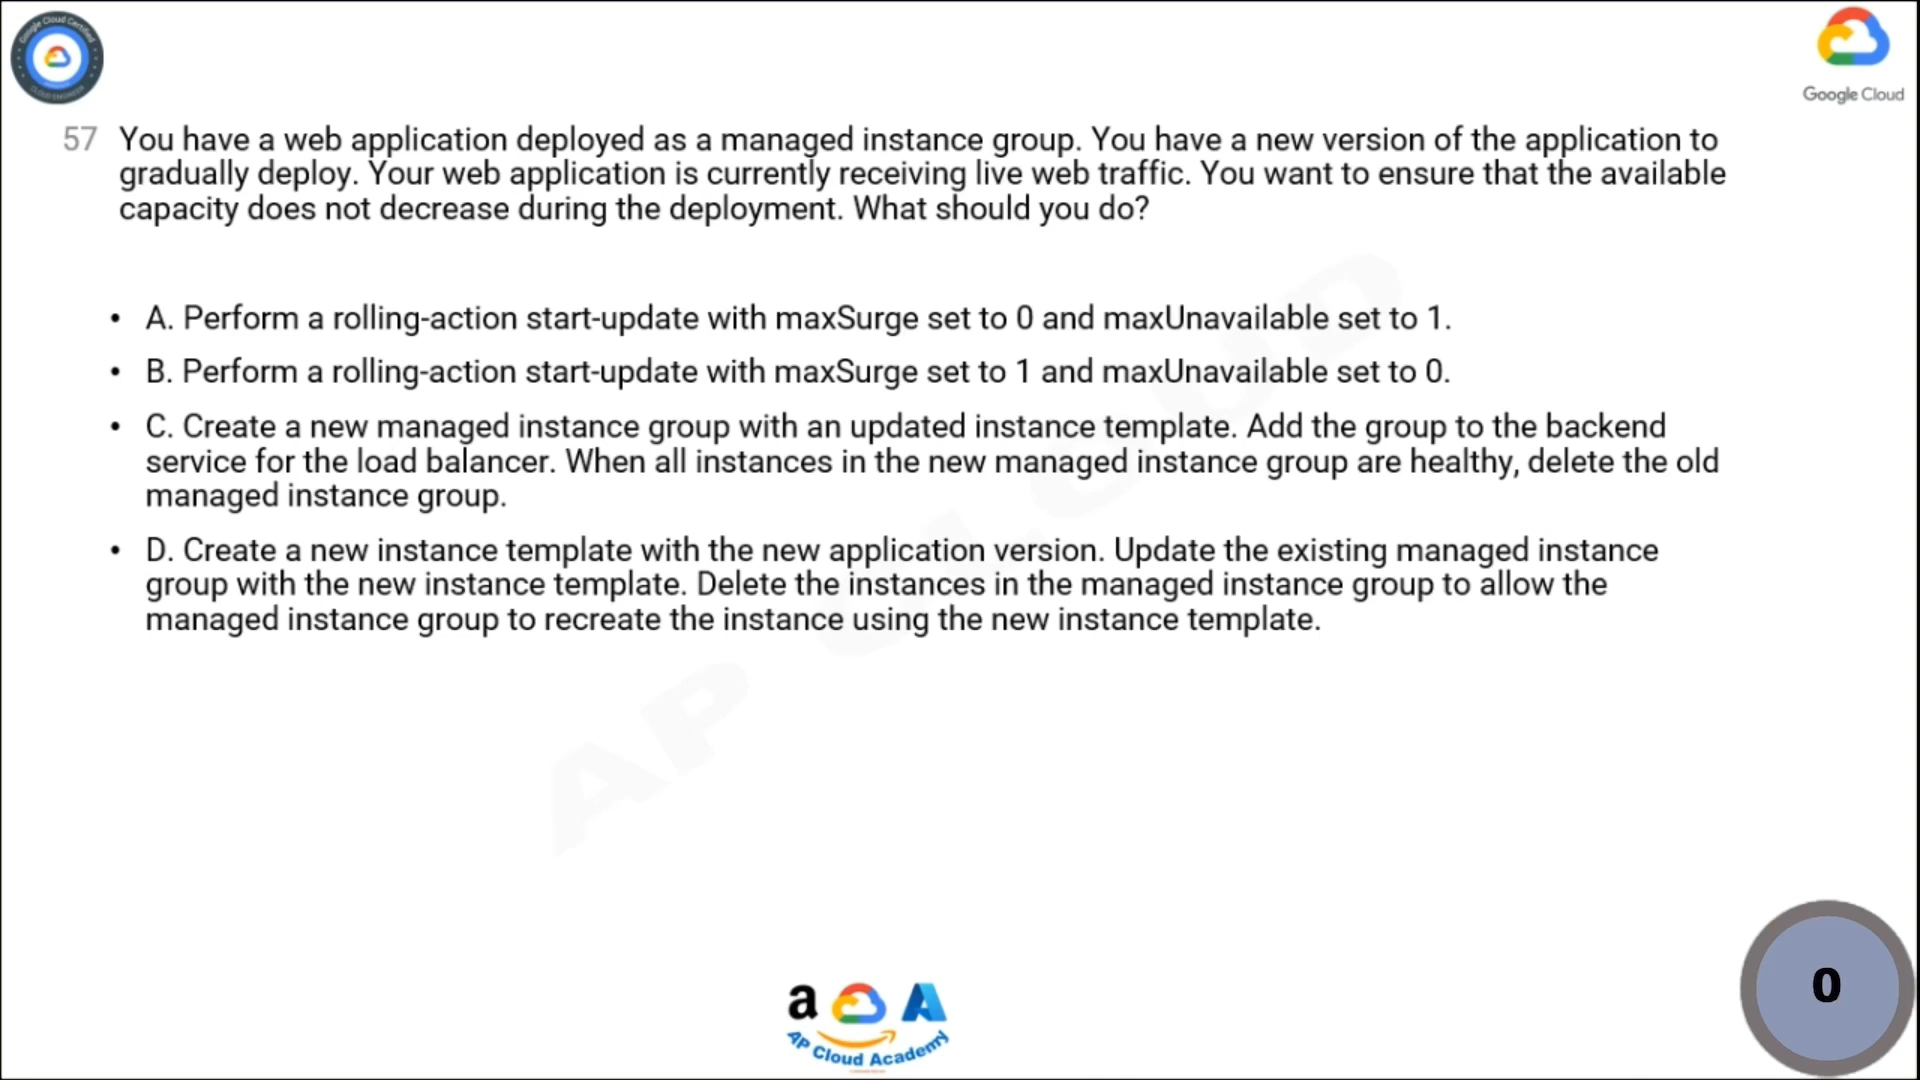 Google Cloud Certified
CLOUD ENGINEER
Google Cloud
57 You have a web application deployed as a managed instance group. You have a new version of the application to
gradually deploy. Your web application is currently receiving live web traffic. You want to ensure that the available
capacity does not decrease during the deployment. What should you do?
• A. Perform a rolling-action start-update with maxSurge set to 0 and maxUnavailable set to 1.
• B. Perform a rolling-action start-update with maxSurge set to 1 and maxUnavailable set to 0.
• C. Create a new managed instance group with an updated instance template. Add the group to the backend
service for the load balancer. When all instances in the new managed instance group are healthy, delete the old
managed instance group.
• D. Create a new instance template with the new application version. Update the existing managed instance
group with the new instance template. Delete the instances in the managed instance group to allow the
managed instance group to recreate the instance using the new instance template.
AP CLOUD
a
AP Cloud Academy
0